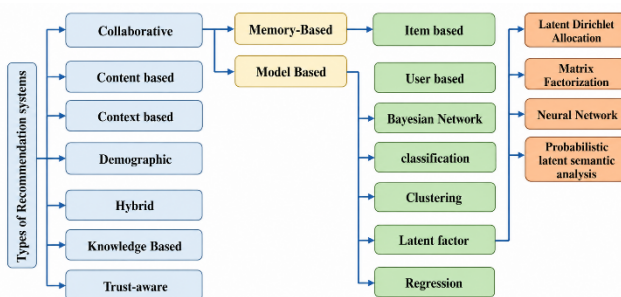 Types of Recommendation systems
Collaborative
Content based
Context based
Demographic
Hybrid
Knowledge Based
Trust-aware
Memory-Based
Model Based
Item based
User based
Bayesian Network
classification
Clustering
Latent factor
Regression
Latent Dirichlet
Allocation
Matrix
Factorization
Neural Network
Probabilistic
latent semantic
analysis